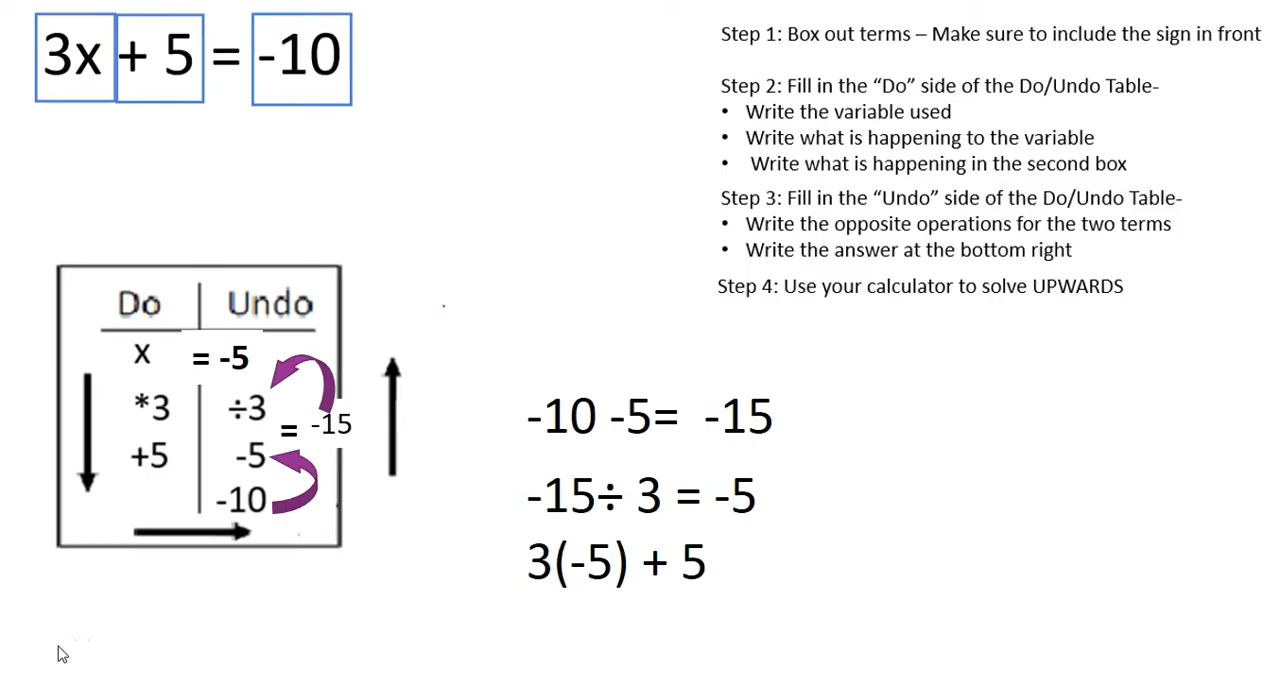 3x + 5 = -10
Step 1: Box out terms – Make sure to include the sign in front
Step 2: Fill in the “Do” side of the Do/Undo Table-
• Write the variable used
• Write what is happening to the variable
• Write what is happening in the second box
Step 3: Fill in the “Undo” side of the Do/Undo Table-
• Write the opposite operations for the two terms
• Write the answer at the bottom right
Step 4: Use your calculator to solve UPWARDS
Do Undo
x = -5
*3 ÷3
= -15
+5 -5
-10
-10 -5= -15
-15÷ 3 = -5
3(-5) + 5